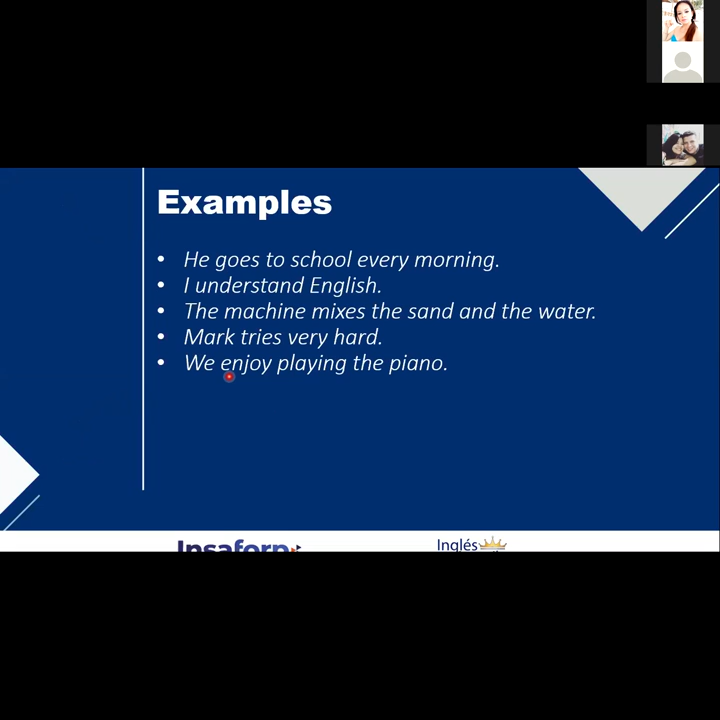 Examples
• He goes to school every morning.
• I understand English.
• The machine mixes the sand and the water.
• Mark tries very hard.
• We enjoy playing the piano.
Insaforp
Inglés